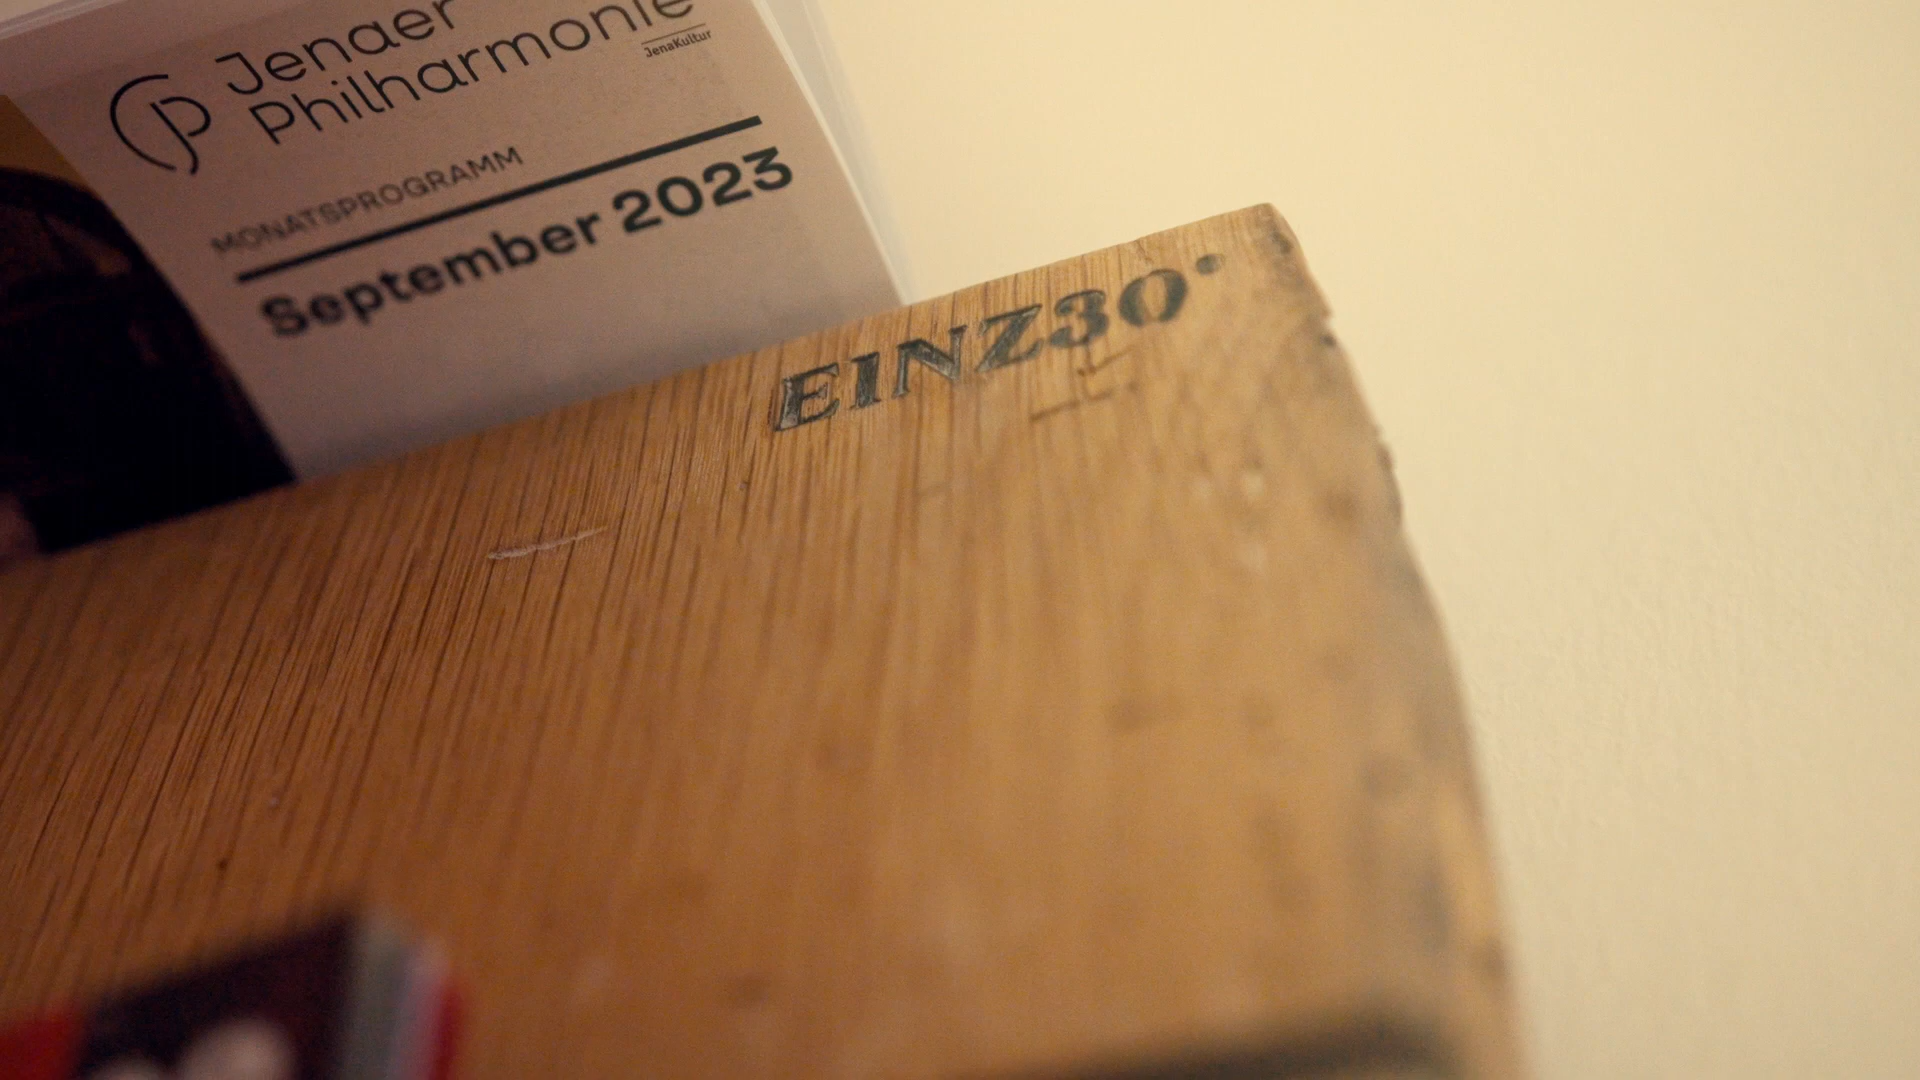 Jenaer
Philharmonie
JenaKultur
MONATSPROGRAMM
September 2023
EINZ30°